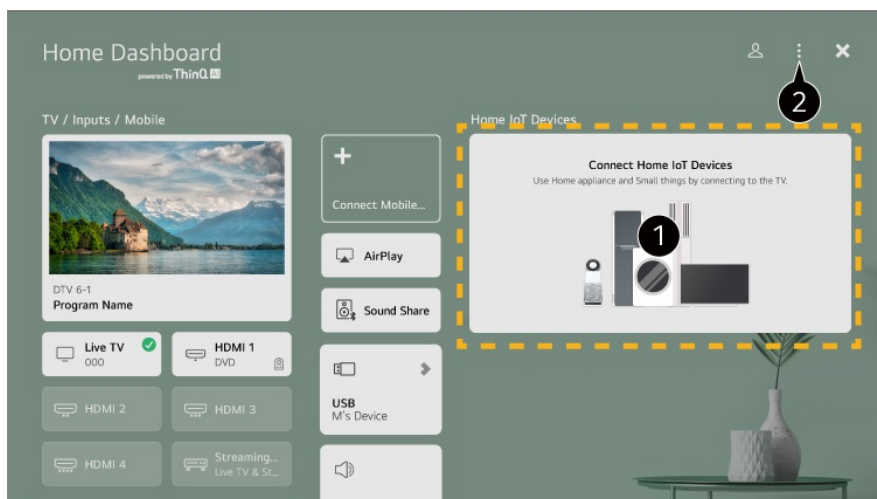 Home Dashboard
powered by ThinQ AI
2
TV / Inputs / Mobile
Home IoT Devices
DTV 6-1
Program Name
Live TV
000
HDMI 1
DVD
HDMI 2
HDMI 3
HDMI 4
Streaming...
Live TV & St...
Connect Mobile...
AirPlay
Sound Share
USB
M's Device
Connect Home IoT Devices
Use Home appliance and Small things by connecting to the TV.
1